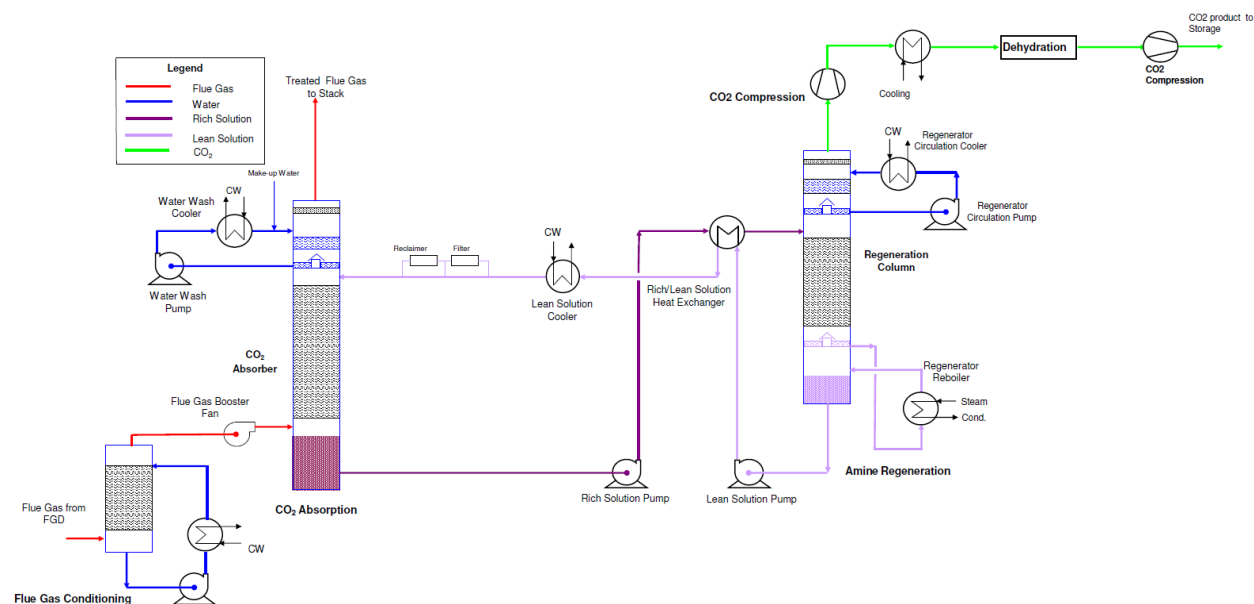 CO2 product to
Storage
Dehydration
CO2
Compression
Cooling
CO2 Compression
Legend
Flue Gas
Water
Rich Solution
Lean Solution
CO₂
Treated Flue Gas
to Stack
Make-up Water
CW
Water Wash
Cooler
Water Wash
Pump
CW
Regenerator
Circulation Cooler
Regenerator
Circulation Pump
Regeneration
Column
Reclaimer
Filter
CW
Lean Solution
Cooler
Rich/Lean Solution
Heat Exchanger
CO₂
Absorber
Regenerator
Reboiler
Steam
Cond.
Flue Gas Booster
Fan
Amine Regeneration
Rich Solution Pump
Lean Solution Pump
CO₂ Absorption
Flue Gas from
FGD
CW
Flue Gas Conditioning